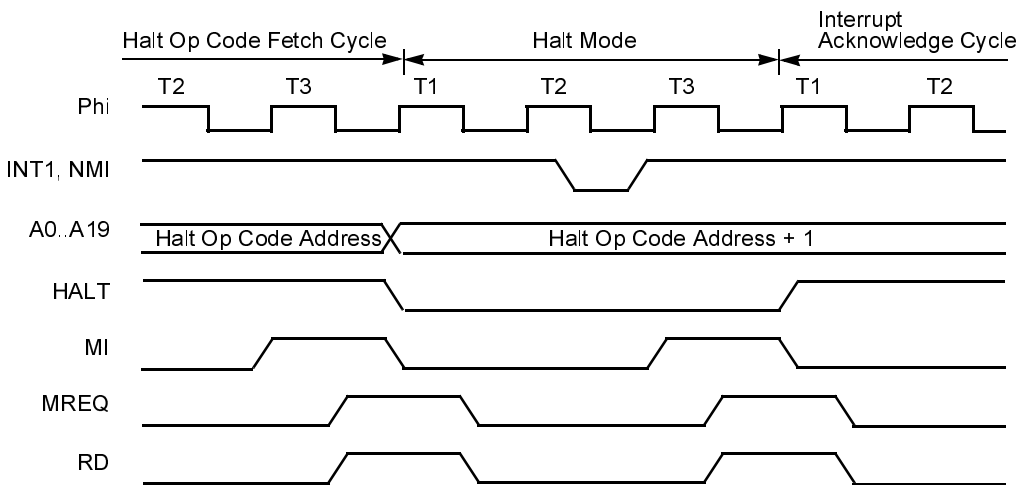 Halt Op Code Fetch Cycle
Halt Mode
Interrupt
Acknowledge Cycle
T2 T3 T1 T2 T3 T1 T2
Phi
INT1, NMI
A0..A19
Halt Op Code Address
Halt Op Code Address + 1
HALT
MI
MREQ
RD